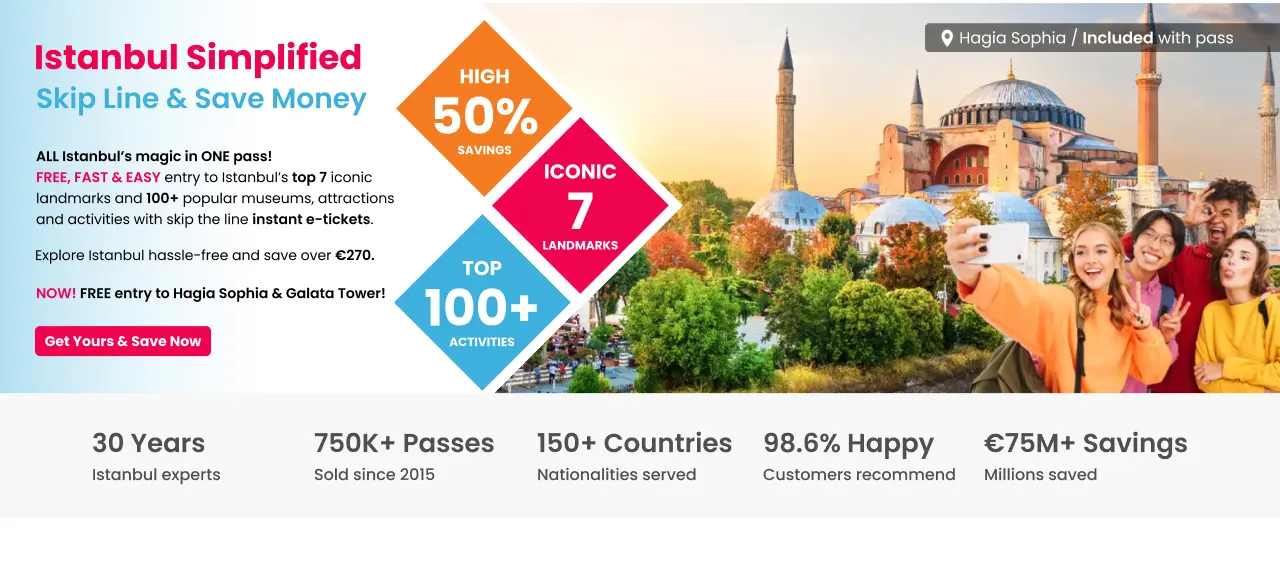 Istanbul Simplified
Skip Line & Save Money
ALL Istanbul's magic in ONE pass!
FREE, FAST & EASY entry to Istanbul's top 7 iconic
landmarks and 100+ popular museums, attractions
and activities with skip the line instant e-tickets.
Explore Istanbul hassle-free and save over €270.
NOW! FREE entry to Hagia Sophia & Galata Tower!
Get Yours & Save Now
HIGH
50%
SAVINGS
ICONIC
7
LANDMARKS
TOP
100+
ACTIVITIES
Hagia Sophia / Included with pass
30 Years
Istanbul experts
750K+ Passes
Sold since 2015
150+ Countries
Nationalities served
98.6% Happy
Customers recommend
€75M+ Savings
Millions saved